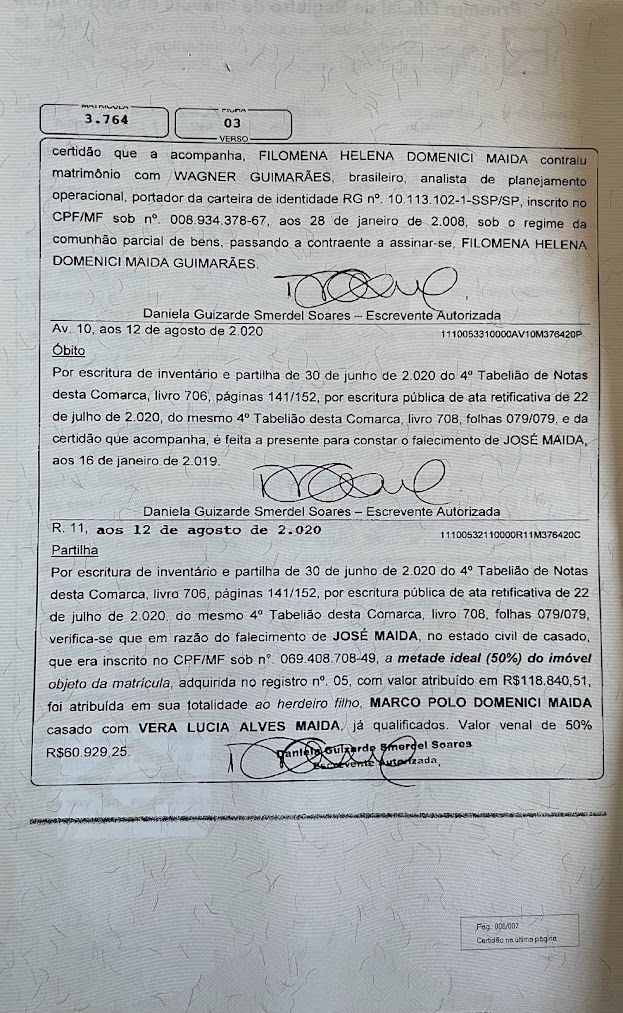 MATRÍCULA
3.764
FICHA
03
VERSO
certidão que a acompanha, FILOMENA HELENA DOMENICI MAIDA contraiu
matrimônio com WAGNER GUIMARÃES, brasileiro, analista de planejamento
operacional, portador da carteira de identidade RG nº. 10.113.102-1-SSP/SP, inscrito no
CPF/MF sob nº. 008.934.378-67, aos 28 de janeiro de 2.008, sob o regime da
comunhão parcial de bens, passando a contraente a assinar-se, FILOMENA HELENA
DOMENICI MAIDA GUIMARÃES.
Daniela Guizarde Smerdel Soares – Escrevente Autorizada
Av. 10, aos 12 de agosto de 2.020 1110053310000AV10M376420P
Óbito
Por escritura de inventário e partilha de 30 de junho de 2.020 do 4º Tabelião de Notas
desta Comarca, livro 706, páginas 141/152, por escritura pública de ata retificativa de 22
de julho de 2.020, do mesmo 4º Tabelião desta Comarca, livro 708, folhas 079/079, e da
certidão que acompanha, é feita a presente para constar o falecimento de JOSÉ MAIDA,
aos 16 de janeiro de 2.019.
Daniela Guizarde Smerdel Soares – Escrevente Autorizada
R. 11, aos 12 de agosto de 2.020 11100532110000R11M376420C
Partilha
Por escritura de inventário e partilha de 30 de junho de 2.020 do 4º Tabelião de Notas
desta Comarca, livro 706, páginas 141/152, por escritura pública de ata retificativa de 22
de julho de 2.020, do mesmo 4º Tabelião desta Comarca, livro 708, folhas 079/079,
verifica-se que em razão do falecimento de JOSÉ MAIDA, no estado civil de casado,
que era inscrito no CPF/MF sob n°. 069.408.708-49, a metade ideal (50%) do imóvel
objeto da matrícula, adquirida no registro nº. 05, com valor atribuído em R$118.840,51,
foi atribuída em sua totalidade ao herdeiro filho, MARCO POLO DOMENICI MAIDA
casado com VERA LUCIA ALVES MAIDA, já qualificados. Valor venal de 50%
R$60.929,25.
Daniela Guizarde Smerdel Soares
Escrevente Autorizada,
Pag.: 006/007
Certidão na última página